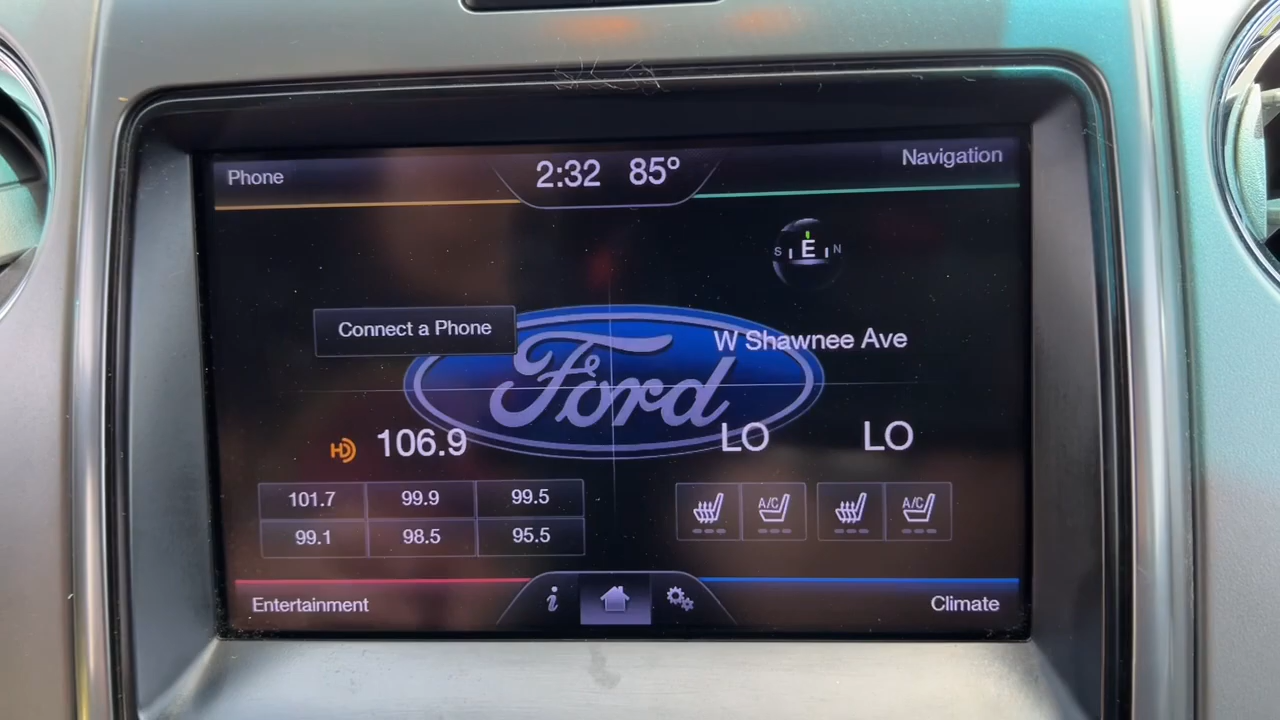 Phone
2:32 85°
Navigation
S E N
Connect a Phone
Ford
W Shawnee Ave
HD 106.9
LO LO
101.7 99.9 99.5
99.1 98.5 95.5
A/C A/C
Entertainment
i
Climate